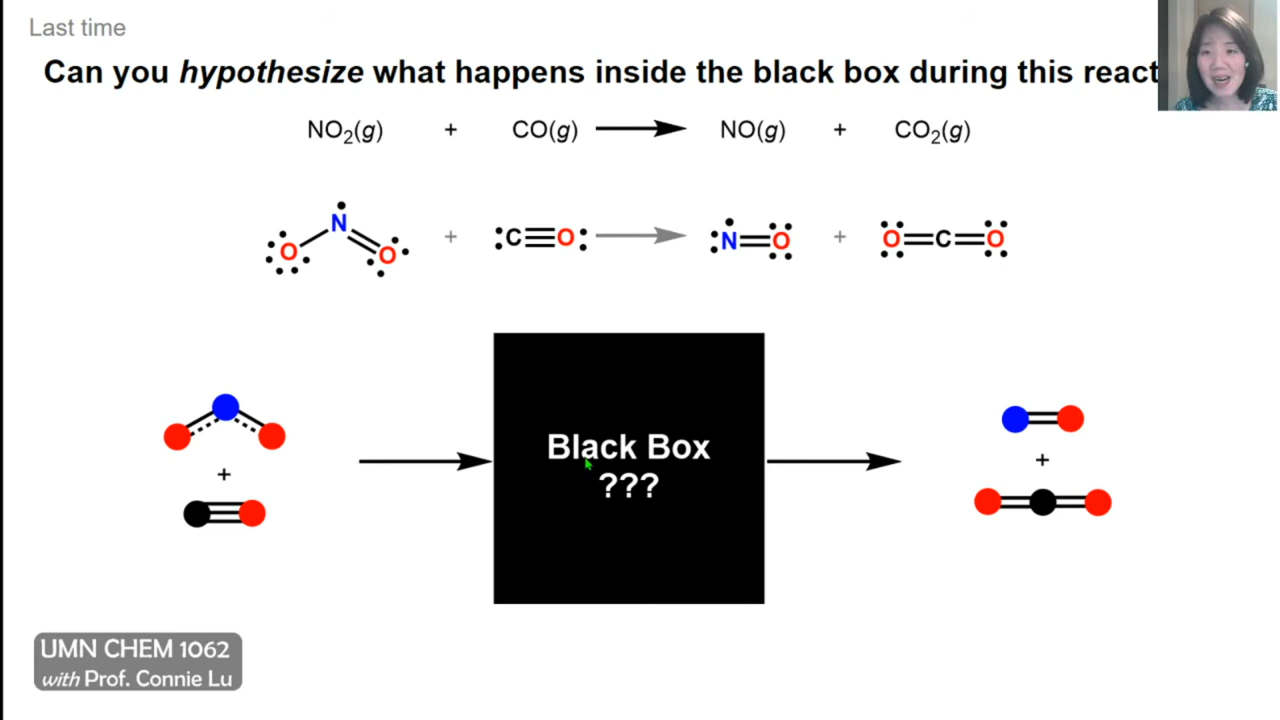 Last time
Can you hypothesize what happens inside the black box during this react
NO₂(g) + CO(g) NO(g) + CO₂(g)
O N O + C O N O + O C O
Black Box
???
+
+
UMN CHEM 1062
with Prof. Connie Lu